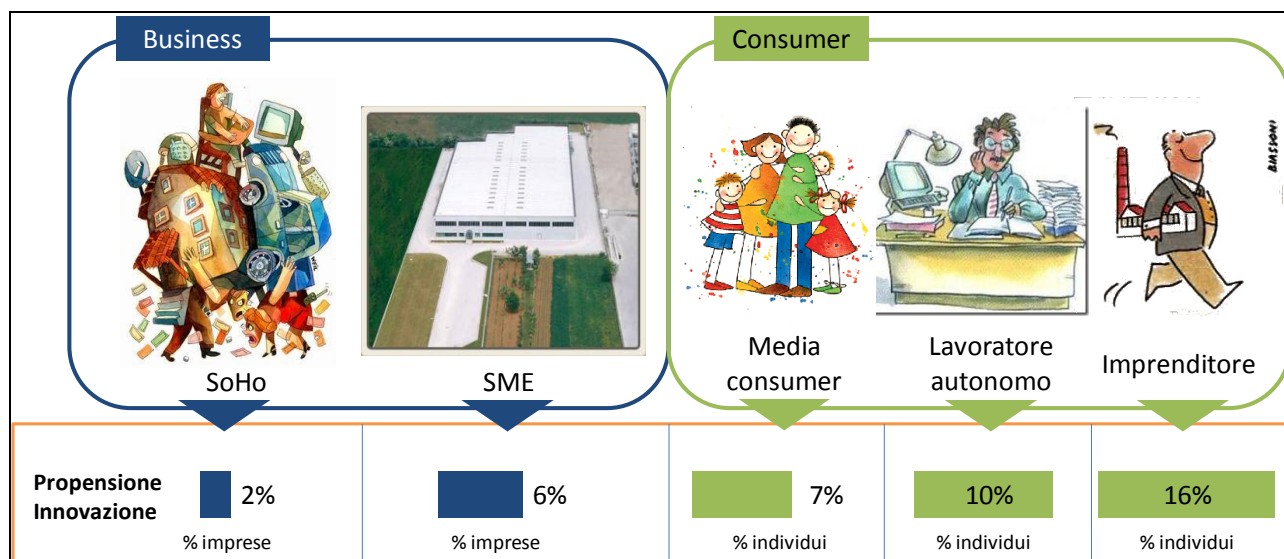 Business
Consumer
BIASSONI
SoHo
SME
Media
consumer
Lavoratore
autonomo
Imprenditore
Propensione
Innovazione
2%
6%
7%
10%
16%
% imprese
% imprese
% individui
% individui
% individui